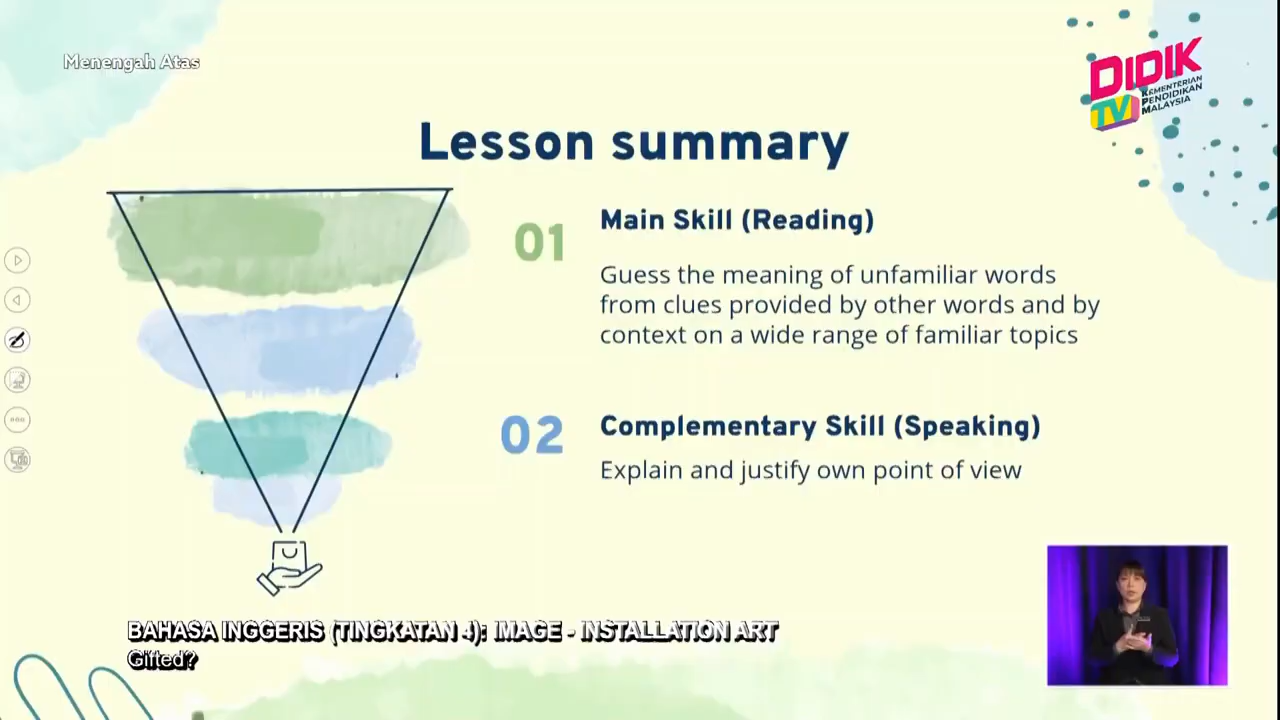 Menengah Atas
DIDIK
TV
KEMENTERIAN
PENDIDIKAN
MALAYSIA
Lesson summary
01
Main Skill (Reading)
Guess the meaning of unfamiliar words
from clues provided by other words and by
context on a wide range of familiar topics
02
Complementary Skill (Speaking)
Explain and justify own point of view
BAHASA INGGERIS (TINGKATAN 4): IMAGE - INSTALLATION ART
Gifted?